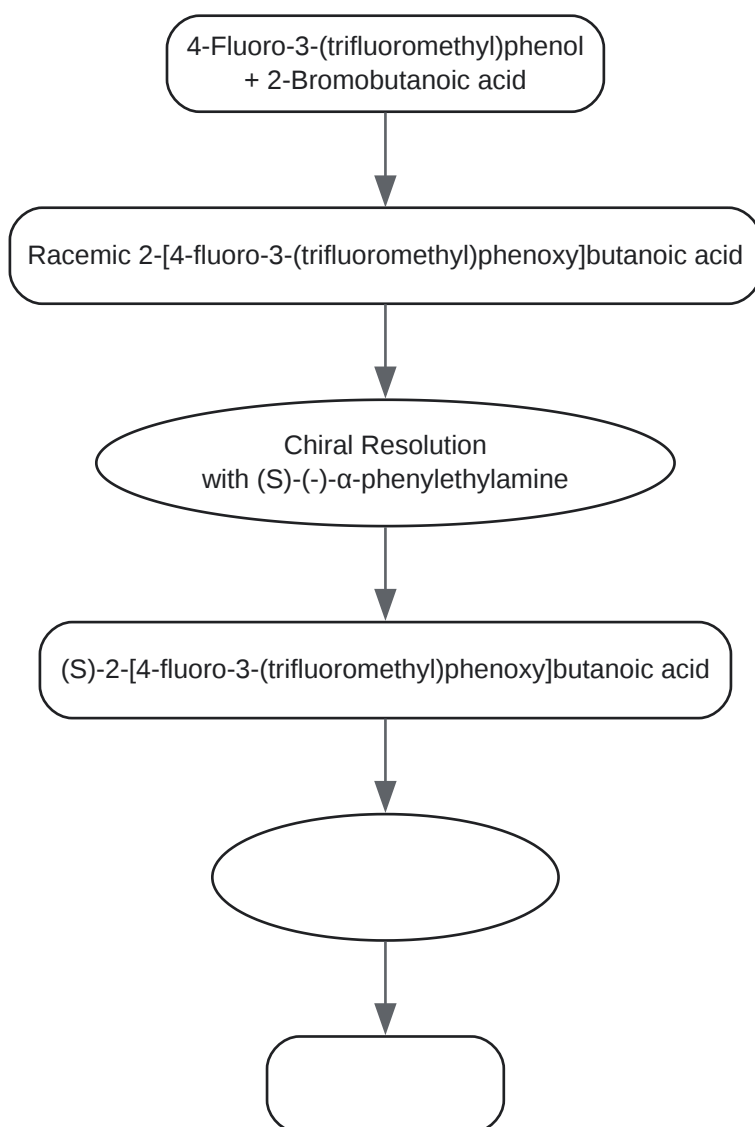 4-Fluoro-3-(trifluoromethyl)phenol
+ 2-Bromobutanoic acid
Racemic 2-[4-fluoro-3-(trifluoromethyl)phenoxy]butanoic acid
Chiral Resolution
with (S)-(-)-α-phenylethylamine
(S)-2-[4-fluoro-3-(trifluoromethyl)phenoxy]butanoic acid